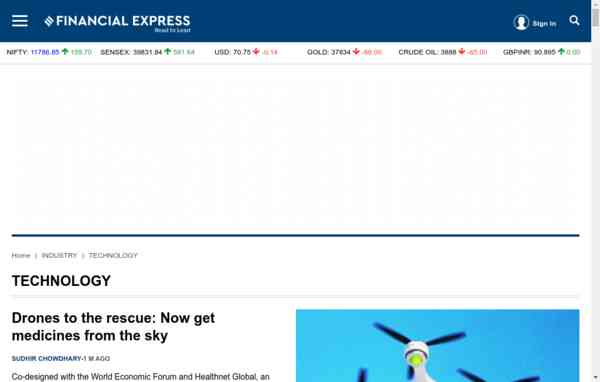 FINANCIAL EXPRESS
Read to Lead
Sign In
NIFTY: 11786.85 159.70 SENSEX: 39831.84 591.64 USD: 70.75 -0.14 GOLD: 37634 -88.00 CRUDE OIL: 3888 -65.00 GBPINR: 90.895 0.00
Home | INDUSTRY | TECHNOLOGY
TECHNOLOGY
Drones to the rescue: Now get
medicines from the sky
SUDHIR CHOWDHARY-1 M AGO
Co-designed with the World Economic Forum and Healthnet Global, an